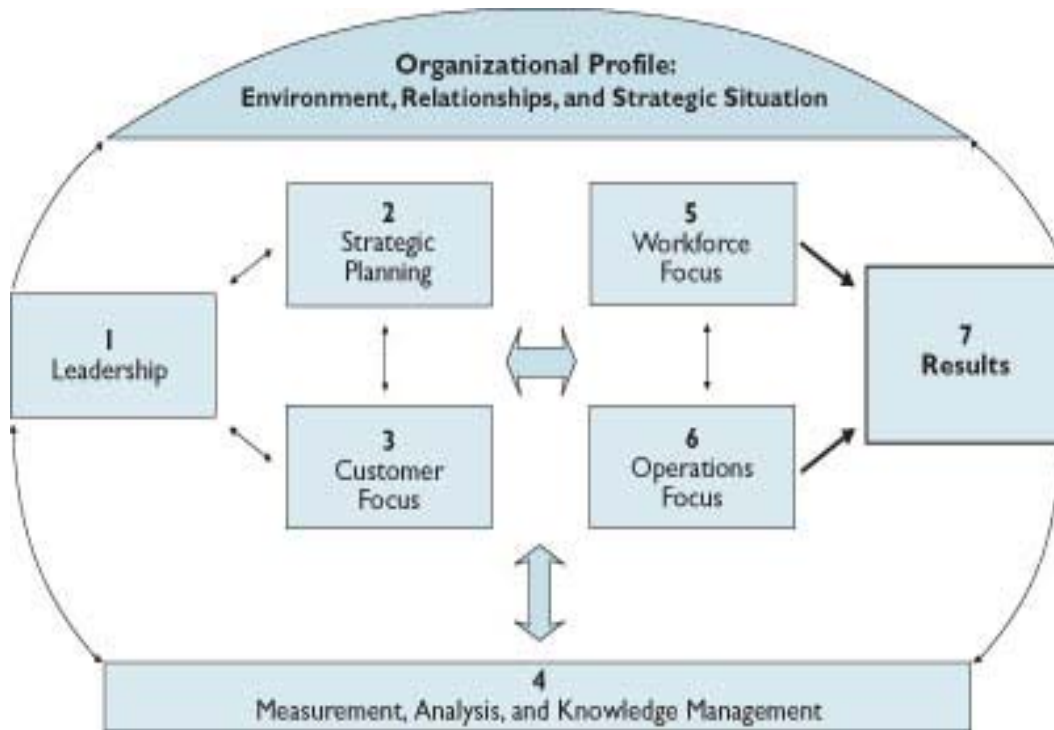 Organizational Profile:
Environment, Relationships, and Strategic Situation
1
Leadership
2
Strategic
Planning
3
Customer
Focus
5
Workforce
Focus
6
Operations
Focus
7
Results
4
Measurement, Analysis, and Knowledge Management